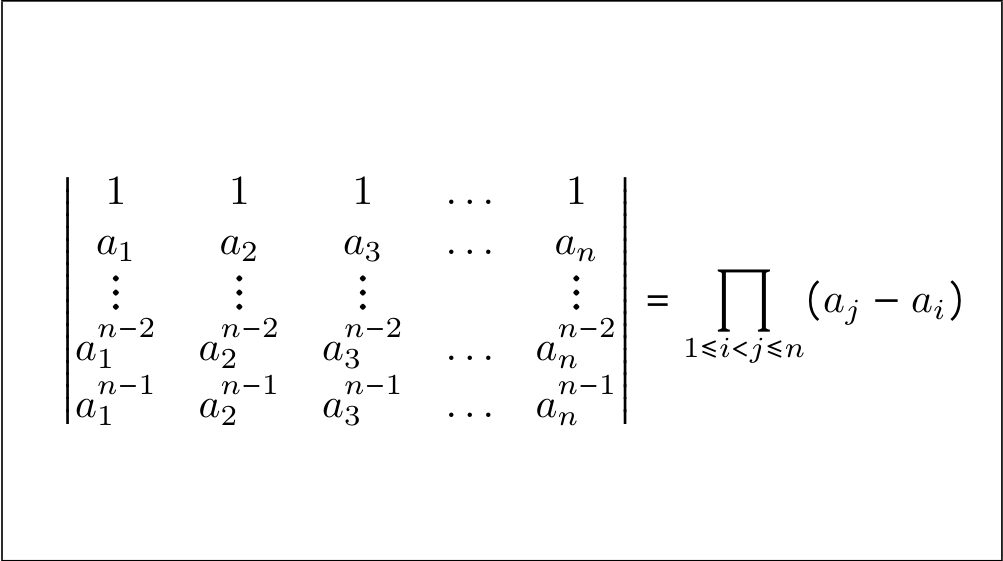 \begin{vmatrix} 1 & 1 & 1 & \dots & 1 \\ a_1 & a_2 & a_3 & \dots & a_n \\ \vdots & \vdots & \vdots & & \vdots \\ a_1^{n-2} & a_2^{n-2} & a_3^{n-2} & \dots & a_n^{n-2} \\ a_1^{n-1} & a_2^{n-1} & a_3^{n-1} & \dots & a_n^{n-1} \end{vmatrix} = \prod_{1 \leqslant i < j \leqslant n} (a_j - a_i)